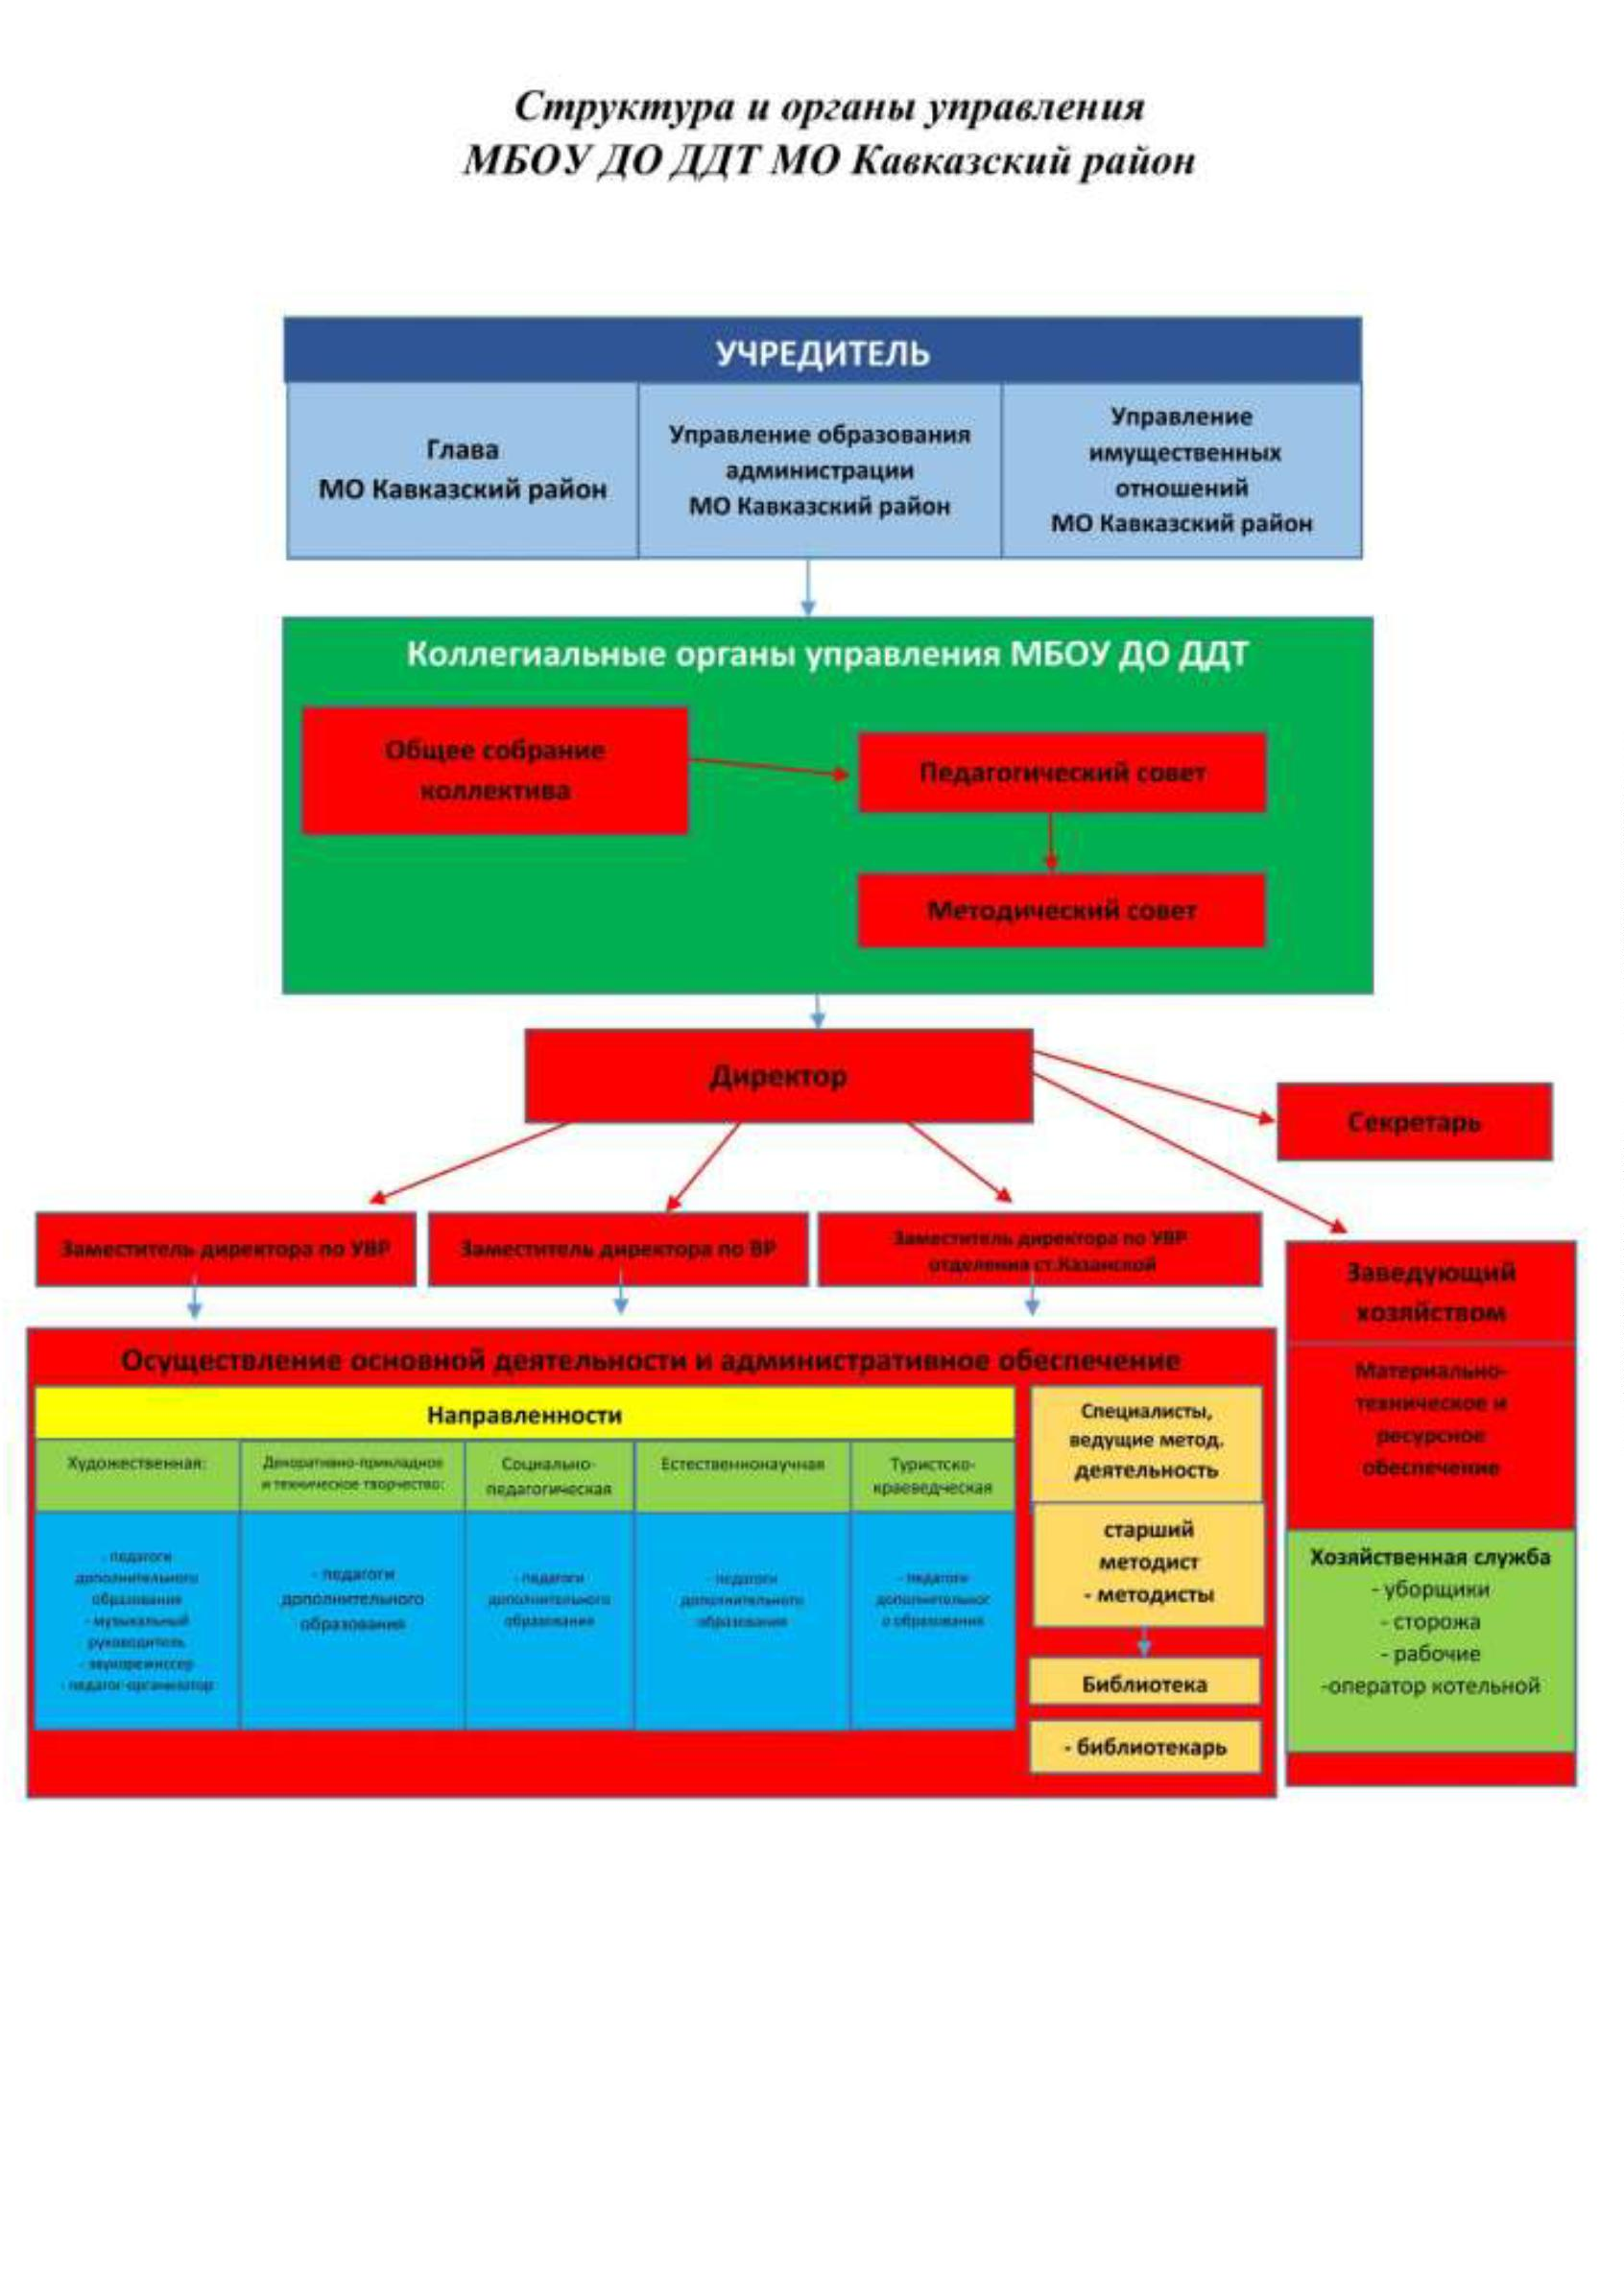 Структура и органы управления
МБОУ ДО ДДТ МО Кавказский район
УЧРЕДИТЕЛЬ
Глава
МО Кавказский район
Управление образования
администрации
МО Кавказский район
Управление
имущественных
отношений
МО Кавказский район
Коллегиальные органы управления МБОУ ДО ДДТ
Общее собрание
коллектива
Педагогический совет
Методический совет
Директор
Секретарь
Заместитель директора по УВР
Заместитель директора по ВР
Заместитель директора по УВР
отделения ст.Казанской
Заведующий
хозяйством
Материально-
техническое и
ресурсное
обеспечение
Хозяйственная служба
- уборщики
- сторожа
- рабочие
-оператор котельной
Осуществление основной деятельности и административное обеспечение
Направленности
Художественная:
Декоративно-прикладное
и техническое творчество:
Социально-
педагогическая
Естественнонаучная
Туристско-
краеведческая
- педагоги
дополнительного
образования
- музыкальный
руководитель
- звукорежиссер
- педагог-организатор
- педагоги
дополнительного
образования
- педагоги
дополнительного
образования
- педагоги
дополнительного
образования
- педагоги
дополнительног
о образования
Специалисты,
ведущие метод.
деятельность
старший
методист
- методисты
Библиотека
- библиотекарь